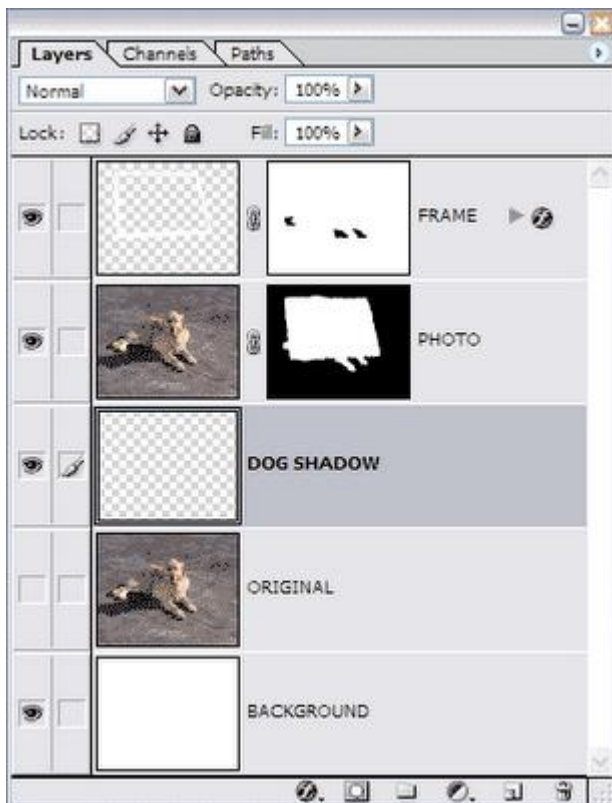 Layers Channels Paths
Normal Opacity: 100%
Lock: Fill: 100%
FRAME
PHOTO
DOG SHADOW
ORIGINAL
BACKGROUND